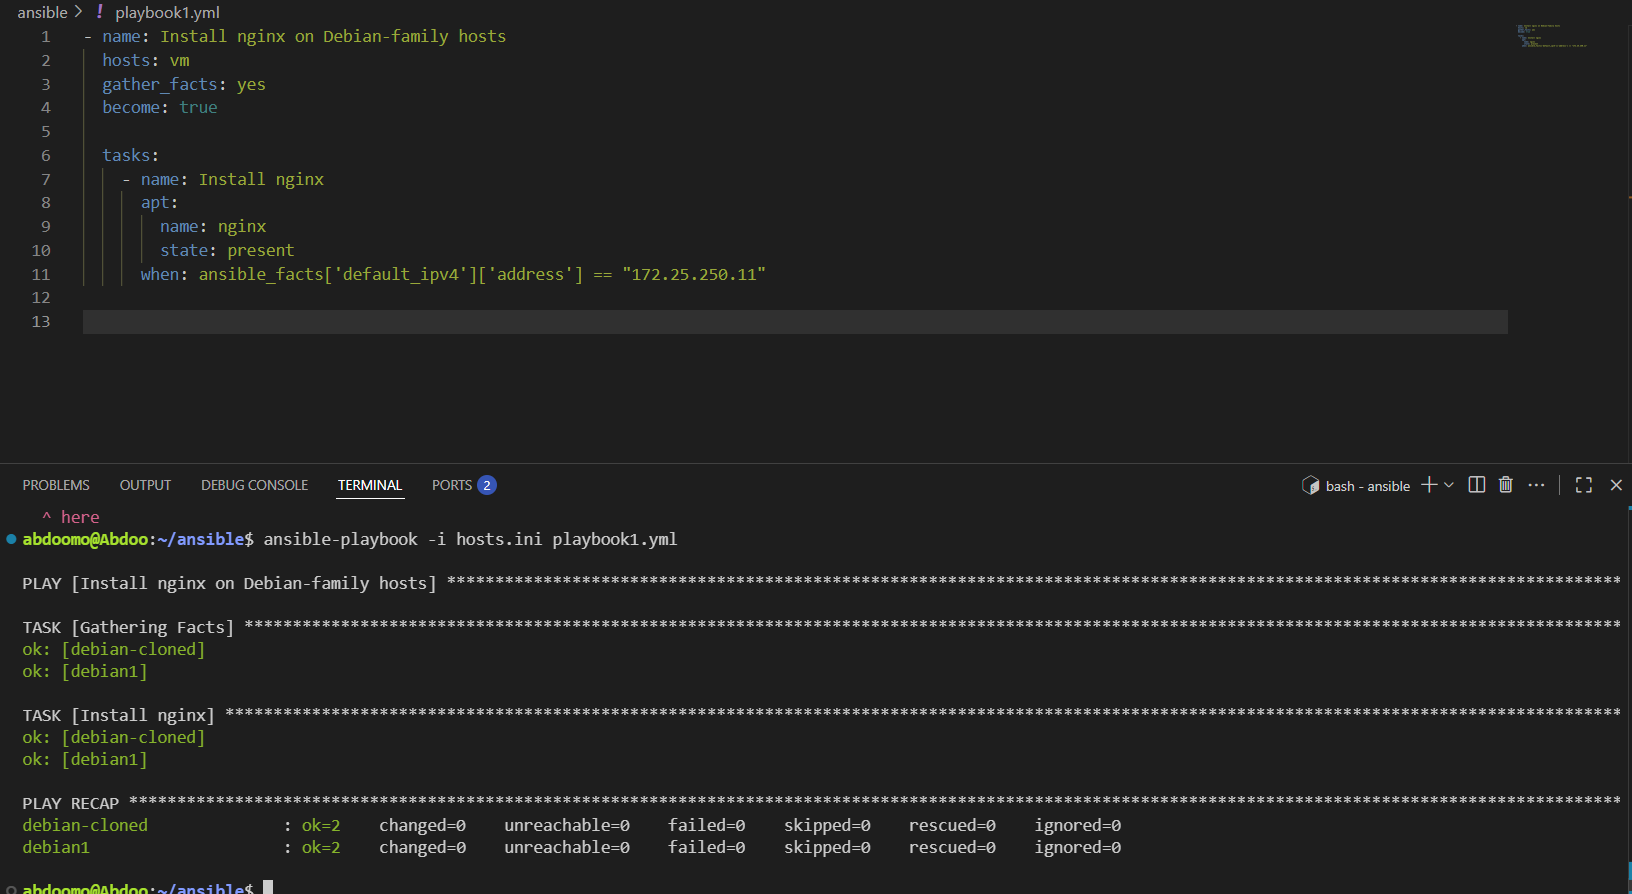 ansible > ! playbook1.yml
1 - name: Install nginx on Debian-family hosts
2   hosts: vm
3   gather_facts: yes
4   become: true
5
6   tasks:
7     - name: Install nginx
8       apt:
9         name: nginx
10         state: present
11       when: ansible_facts['default_ipv4']['address'] == "172.25.250.11"
12
13
PROBLEMS OUTPUT DEBUG CONSOLE TERMINAL PORTS 2 bash - ansible
^ here
abdoomo@Abdoo:~/ansible$ ansible-playbook -i hosts.ini playbook1.yml
PLAY [Install nginx on Debian-family hosts] **************************************************************************************************************************
TASK [Gathering Facts] ***********************************************************************************************************************************************
ok: [debian-cloned]
ok: [debian1]
TASK [Install nginx] *************************************************************************************************************************************************
ok: [debian-cloned]
ok: [debian1]
PLAY RECAP ***********************************************************************************************************************************************************
debian-cloned : ok=2 changed=0 unreachable=0 failed=0 skipped=0 rescued=0 ignored=0
debian1 : ok=2 changed=0 unreachable=0 failed=0 skipped=0 rescued=0 ignored=0
abdoomo@Abdoo:~/ansible$